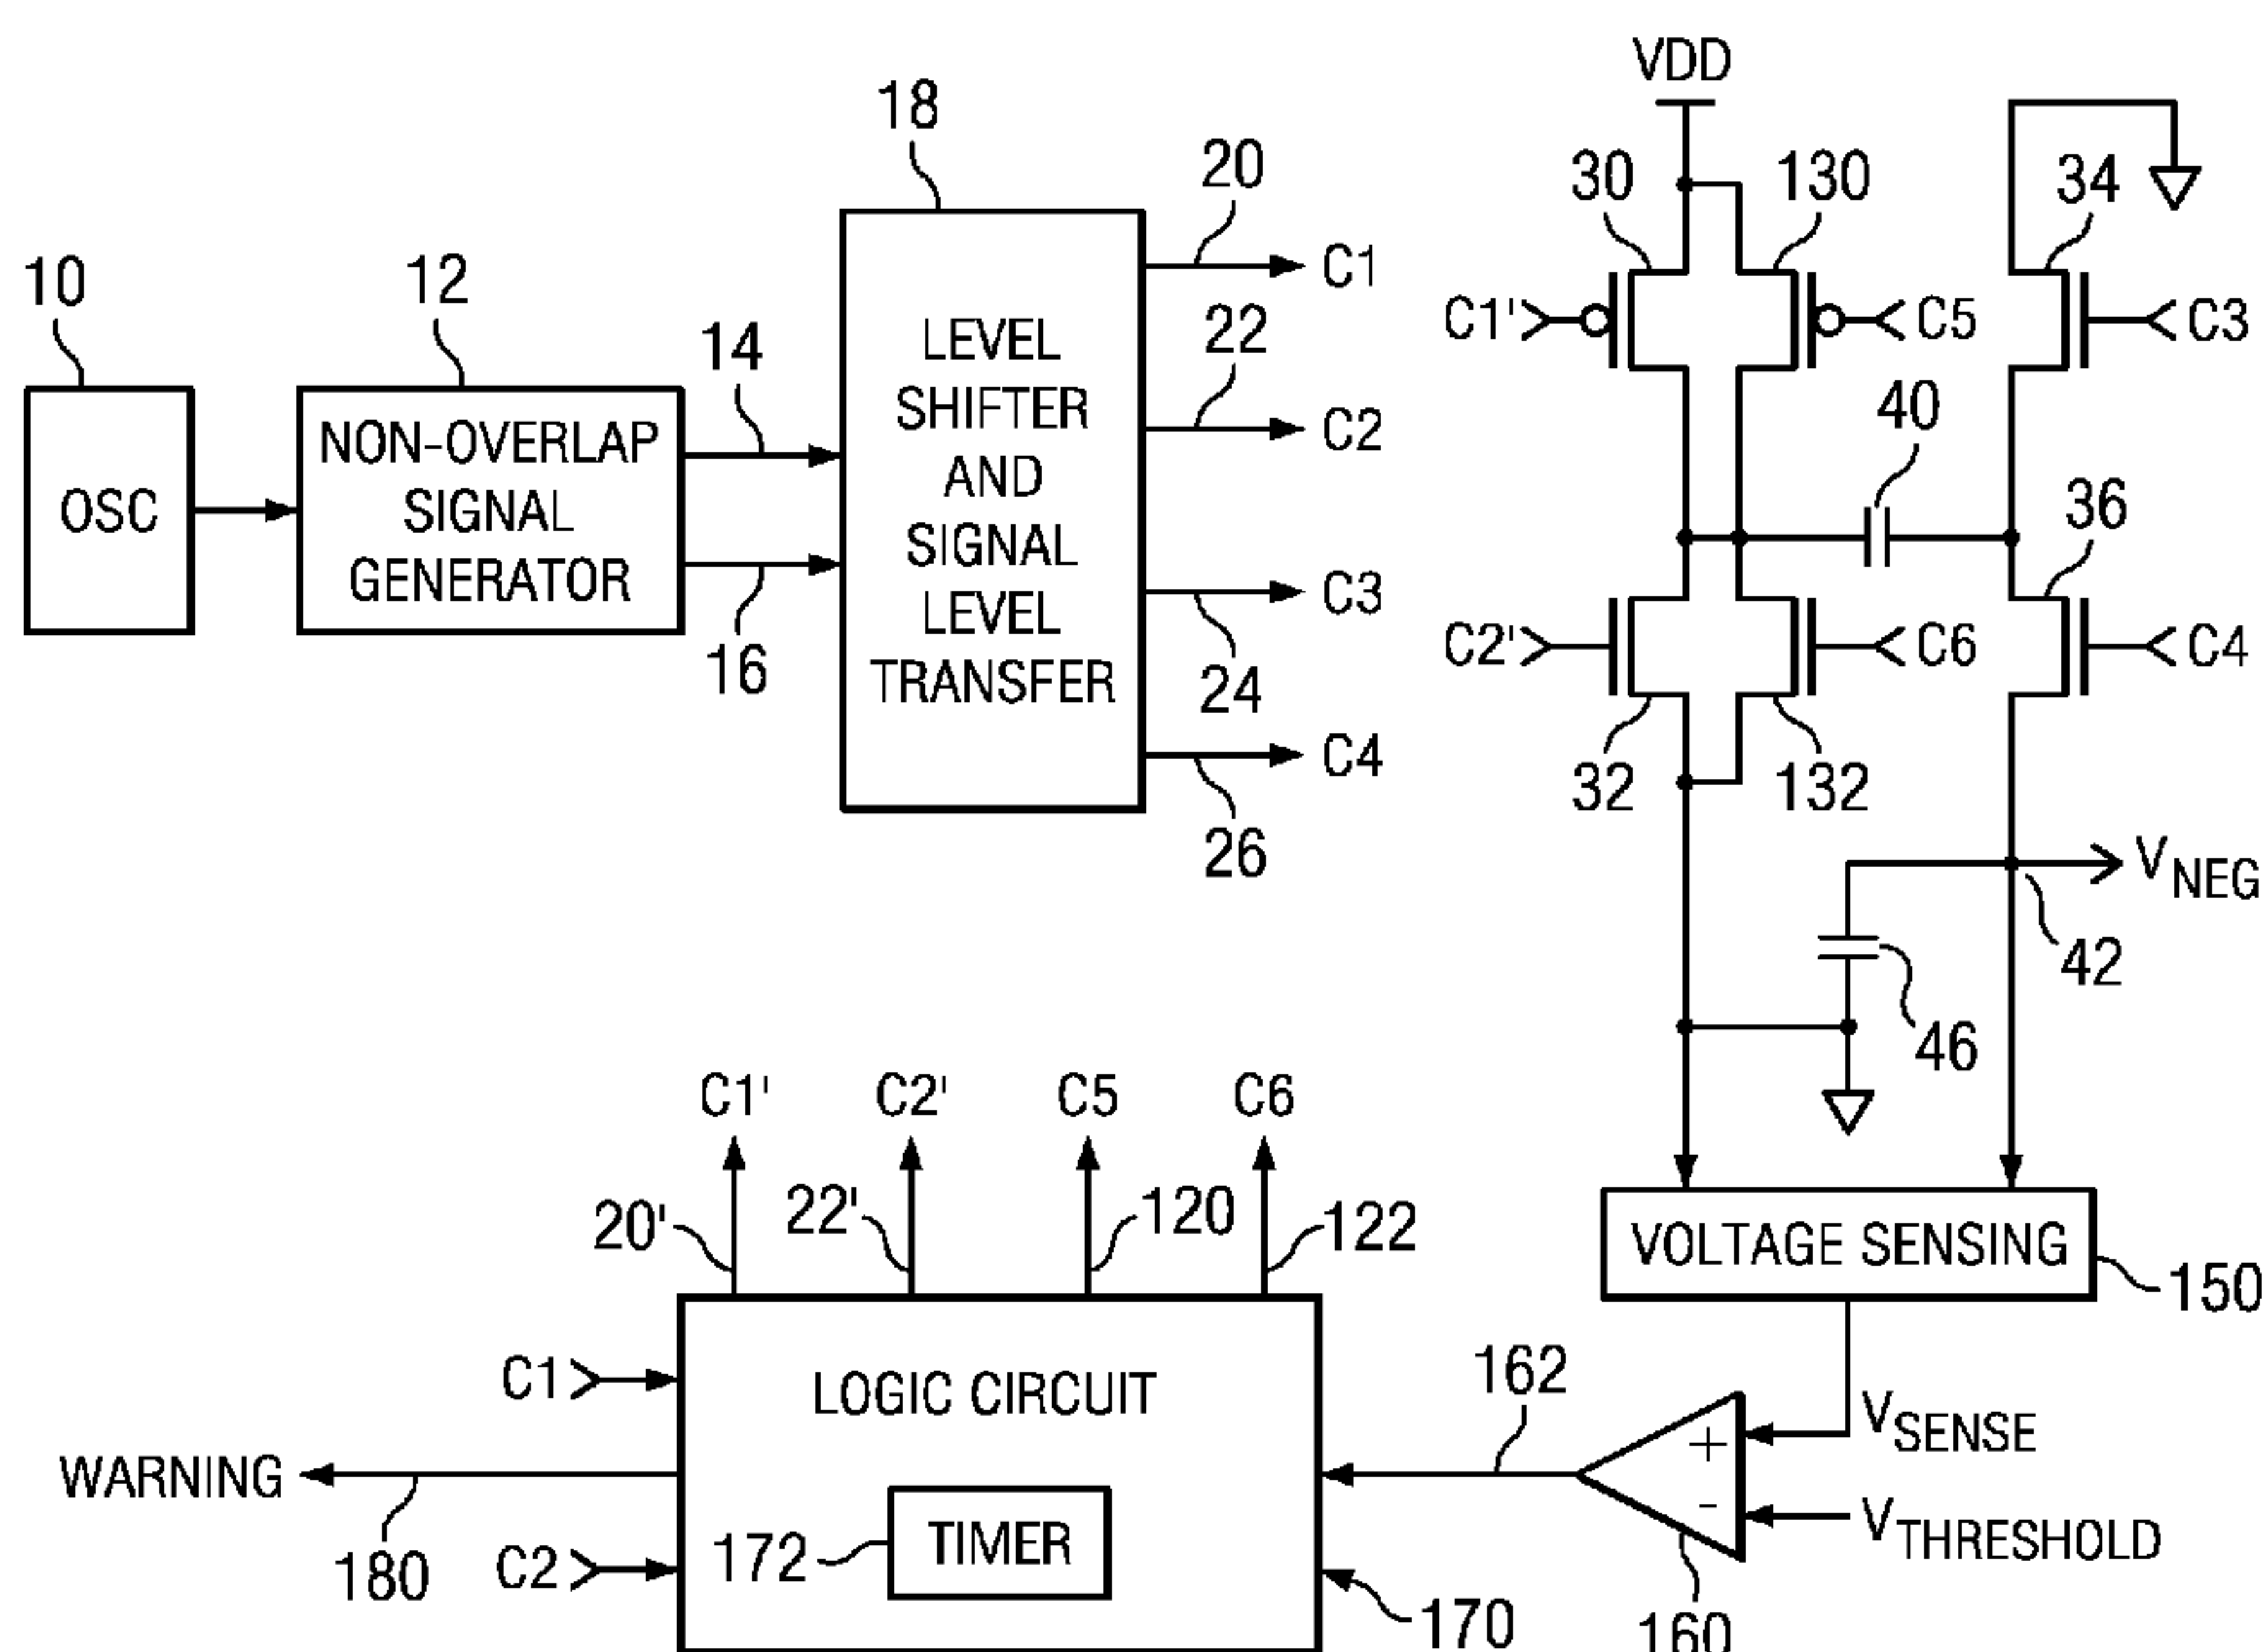 VDD
18
20
30
130
34
10
12
14
C1
C1'
C5
C3
OSC
NON-OVERLAP
SIGNAL
GENERATOR
LEVEL
SHIFTER
AND
SIGNAL
LEVEL
TRANSFER
22
C2
40
36
16
C3
24
C2'
C6
C4
C4
26
32
132
VNEG
42
46
C1'
C2'
C5
C6
20'
22'
120
122
VOLTAGE SENSING
150
C1
LOGIC CIRCUIT
162
+
VSENSE
WARNING
180
-
VTHRESHOLD
C2
172
TIMER
170
160